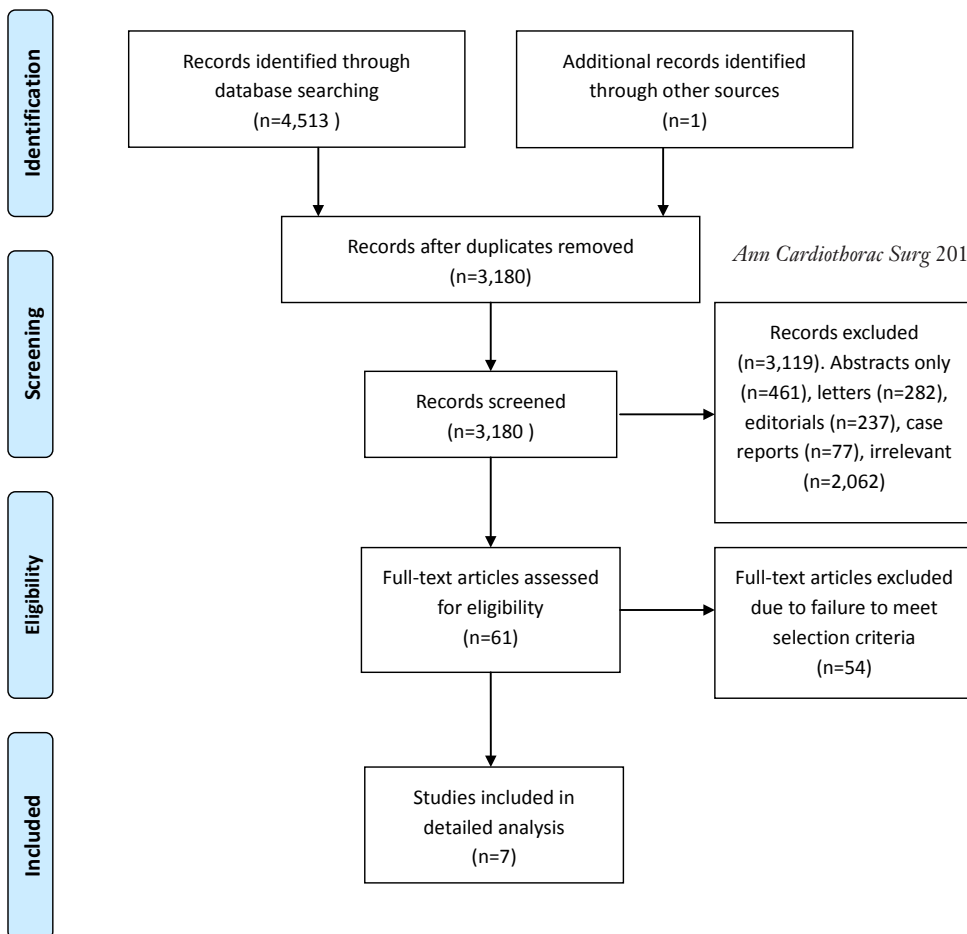 Identification
Records identified through
database searching
(n=4,513 )
Additional records identified
through other sources
(n=1)
Records after duplicates removed
(n=3,180)
Ann Cardiothorac Surg 201
Screening
Records screened
(n=3,180 )
Records excluded
(n=3,119). Abstracts only
(n=461), letters (n=282),
editorials (n=237), case
reports (n=77), irrelevant
(n=2,062)
Eligibility
Full-text articles assessed
for eligibility
(n=61)
Full-text articles excluded
due to failure to meet
selection criteria
(n=54)
Included
Studies included in
detailed analysis
(n=7)